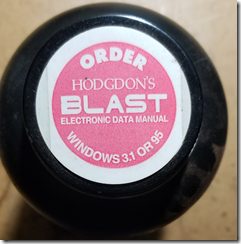 ORDER
HODGDON'S
BLAST
ELECTRONIC DATA MANUAL
WINDOWS 3.1 OR 95